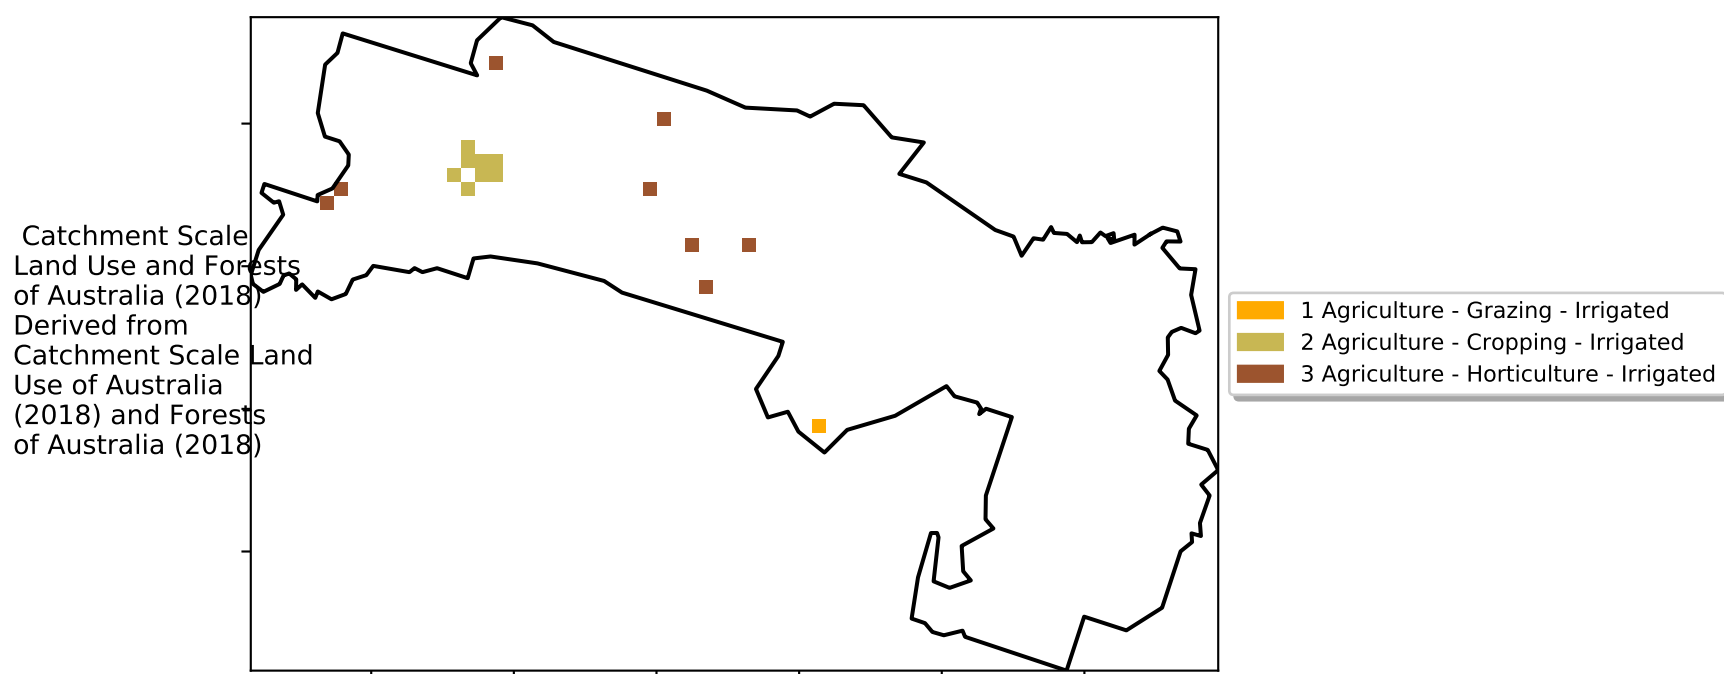 Catchment Scale
Land Use and Forests
of Australia (2018)
Derived from
Catchment Scale Land
Use of Australia
(2018) and Forests
of Australia (2018)
1 Agriculture - Grazing - Irrigated
2 Agriculture - Cropping - Irrigated
3 Agriculture - Horticulture - Irrigated